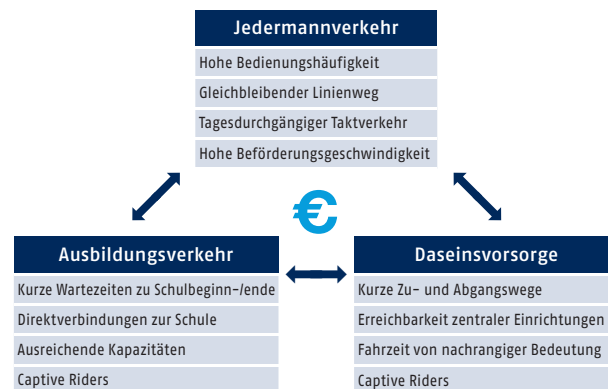 Jedermannverkehr
Hohe Bedienungshäufigkeit
Gleichbleibender Linienweg
Tagesdurchgängiger Taktverkehr
Hohe Beförderungsgeschwindigkeit
€
Ausbildungsverkehr
Kurze Wartezeiten zu Schulbeginn-/ende
Direktverbindungen zur Schule
Ausreichende Kapazitäten
Captive Riders
Daseinsvorsorge
Kurze Zu- und Abgangswege
Erreichbarkeit zentraler Einrichtungen
Fahrzeit von nachrangiger Bedeutung
Captive Riders